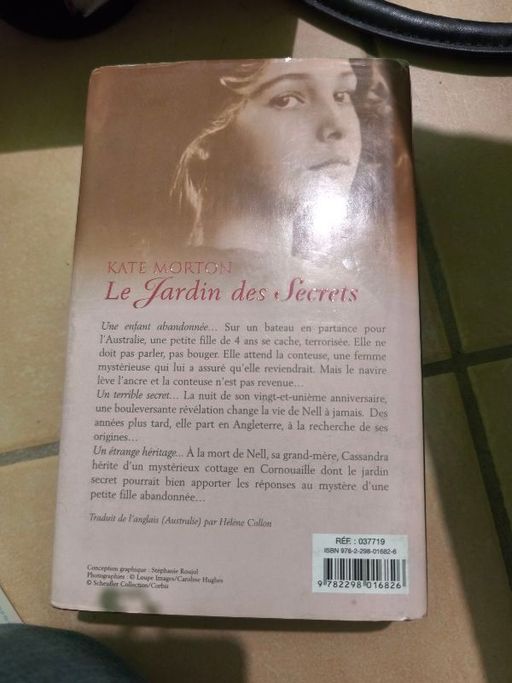 KATE MORTON
Le Jardin des Secrets
Une enfant abandonnée... Sur un bateau en partance pour
l'Australie, une petite fille de 4 ans se cache, terrorisée. Elle ne
doit pas parler, pas bouger. Elle attend la conteuse, une femme
mystérieuse qui lui a assuré qu'elle reviendrait. Mais le navire
lève l'ancre et la conteuse n'est pas revenue...
Un terrible secret... La nuit de son vingt-et-unième anniversaire,
une bouleversante révélation change la vie de Nell à jamais. Des
années plus tard, elle part en Angleterre, à la recherche de ses
origines...
Un étrange héritage... À la mort de Nell, sa grand-mère, Cassandra
hérite d'un mystérieux cottage en Cornouaille dont le jardin
secret pourrait bien apporter les réponses au mystère d'une
petite fille abandonnée...
Traduit de l'anglais (Australie) par Hélène Collon
RÉF. : 037719
ISBN 978-2-298-01682-6
9 782298 016826
Conception graphique : Stéphanie Roujol
Photographies : © Loupe Images/Caroline Hughes
© Scheufler Collection/Corbis